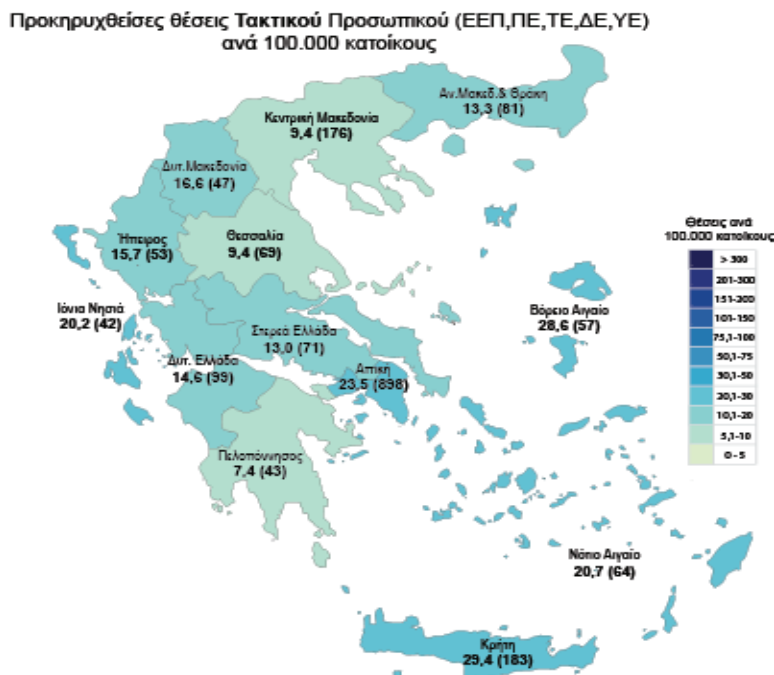 Προκηρυχθείσες θέσεις Τακτικού Προσωπικού (ΕΕΠ,ΠΕ,ΤΕ,ΔΕ,ΥΕ)
ανά 100.000 κατοίκους
Αν.Μακεδ.& Θράκη
13,3 (81)
Κεντρική Μακεδονία
9,4 (176)
Δυτ.Μακεδονία
16,6 (47)
Ήπειρος
15,7 (53)
Θεσσαλία
9,4 (69)
Θέσεις ανά
100.000 κατοίκους
> 300
201-300
151-200
101-150
75,1-100
50,1-75
30,1-50
20,1-30
10,1-20
5,1-10
0 - 5
Ιόνια Νησιά
20,2 (42)
Βόρειο Αιγαίο
28,6 (57)
Στερεά Ελλάδα
13,0 (71)
Δυτ. Ελλάδα
14,6 (99)
Αττική
23,5 (898)
Πελοπόννησος
7,4 (43)
Νότιο Αιγαίο
20,7 (64)
Κρήτη
29,4 (183)